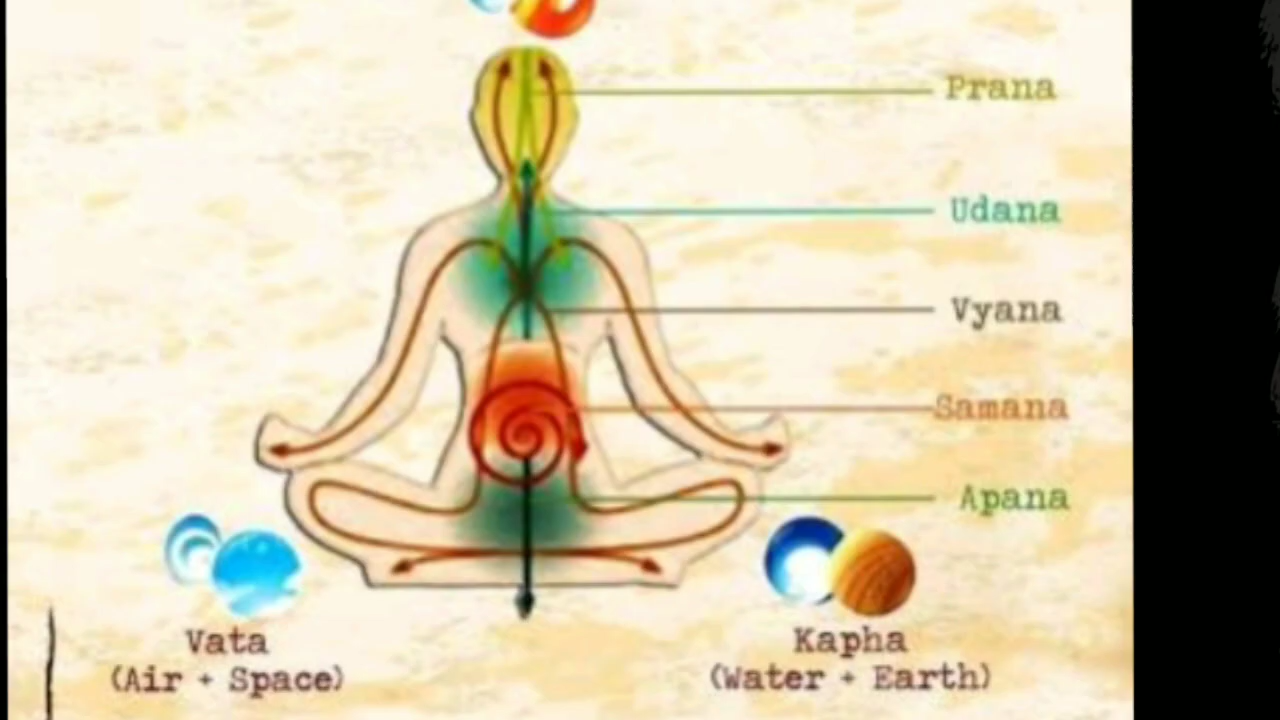 Prana
Udana
Vyana
Samana
Apana
Vata
(Air + Space)
Kapha
(Water + Earth)